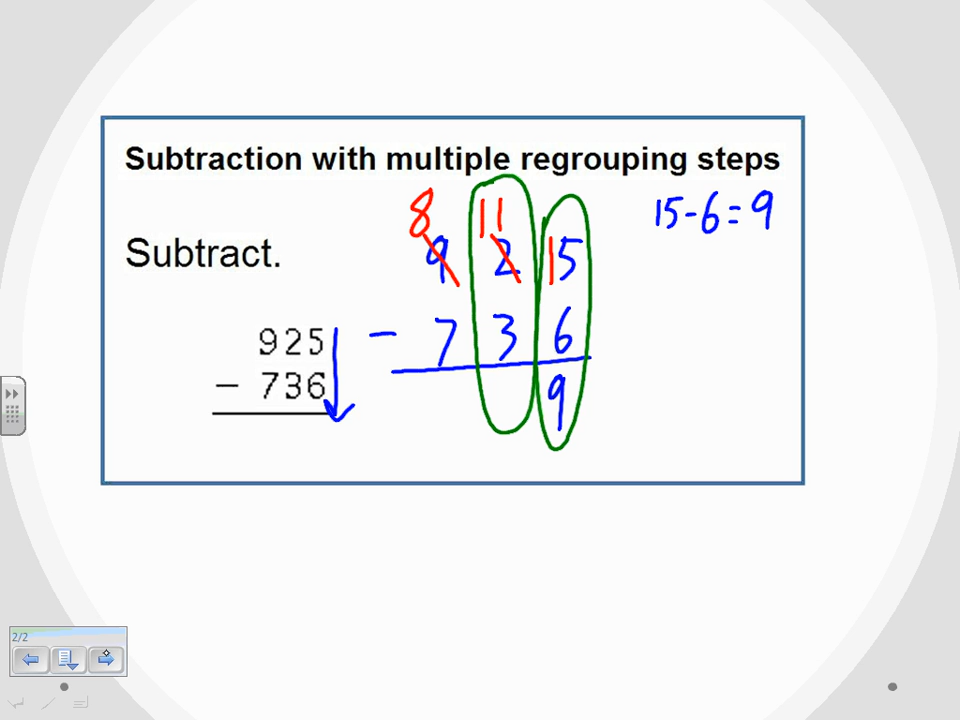 Subtraction with multiple regrouping steps
8 11
15-6=9
Subtract.
9 2 15
925
- 7 3 6
- 736
9
2/2